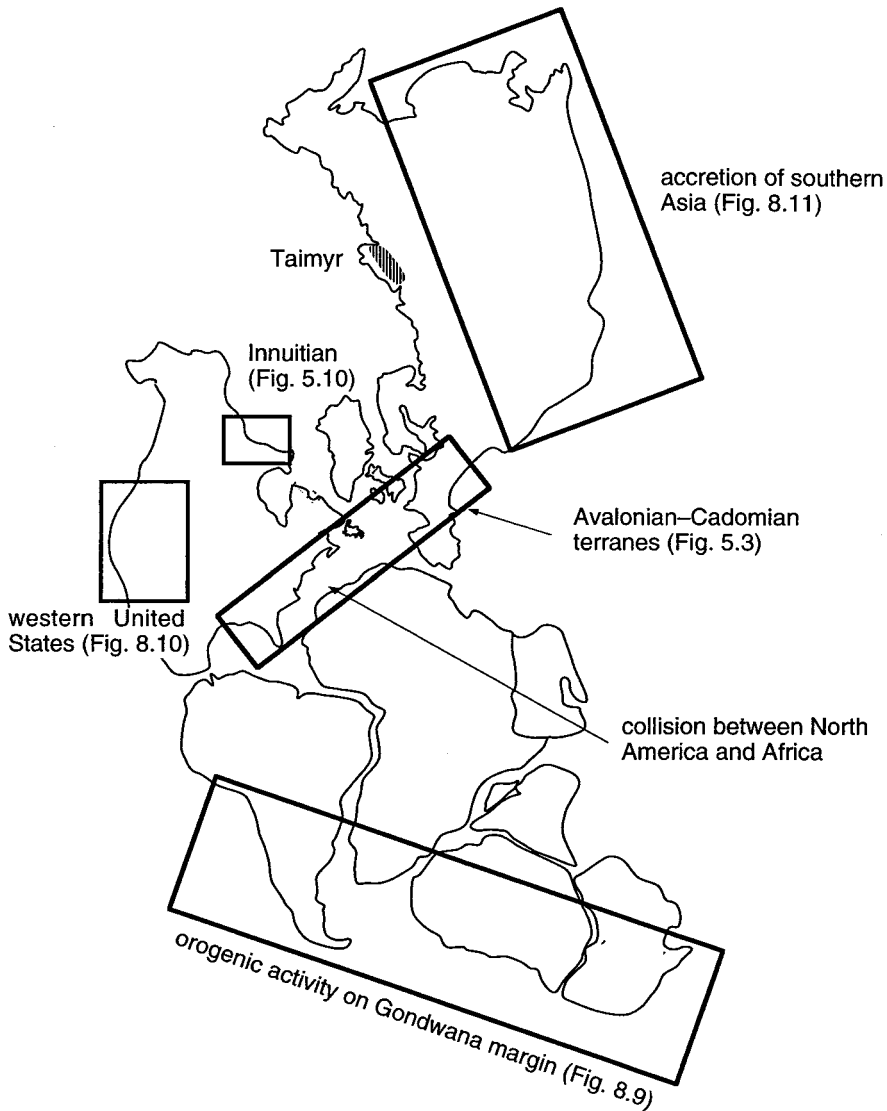 accretion of southern
Asia (Fig. 8.11)
Taimyr
Innuitian
(Fig. 5.10)
Avalonian–Cadomian
terranes (Fig. 5.3)
western United
States (Fig. 8.10)
collision between North
America and Africa
orogenic activity on Gondwana margin (Fig. 8.9)